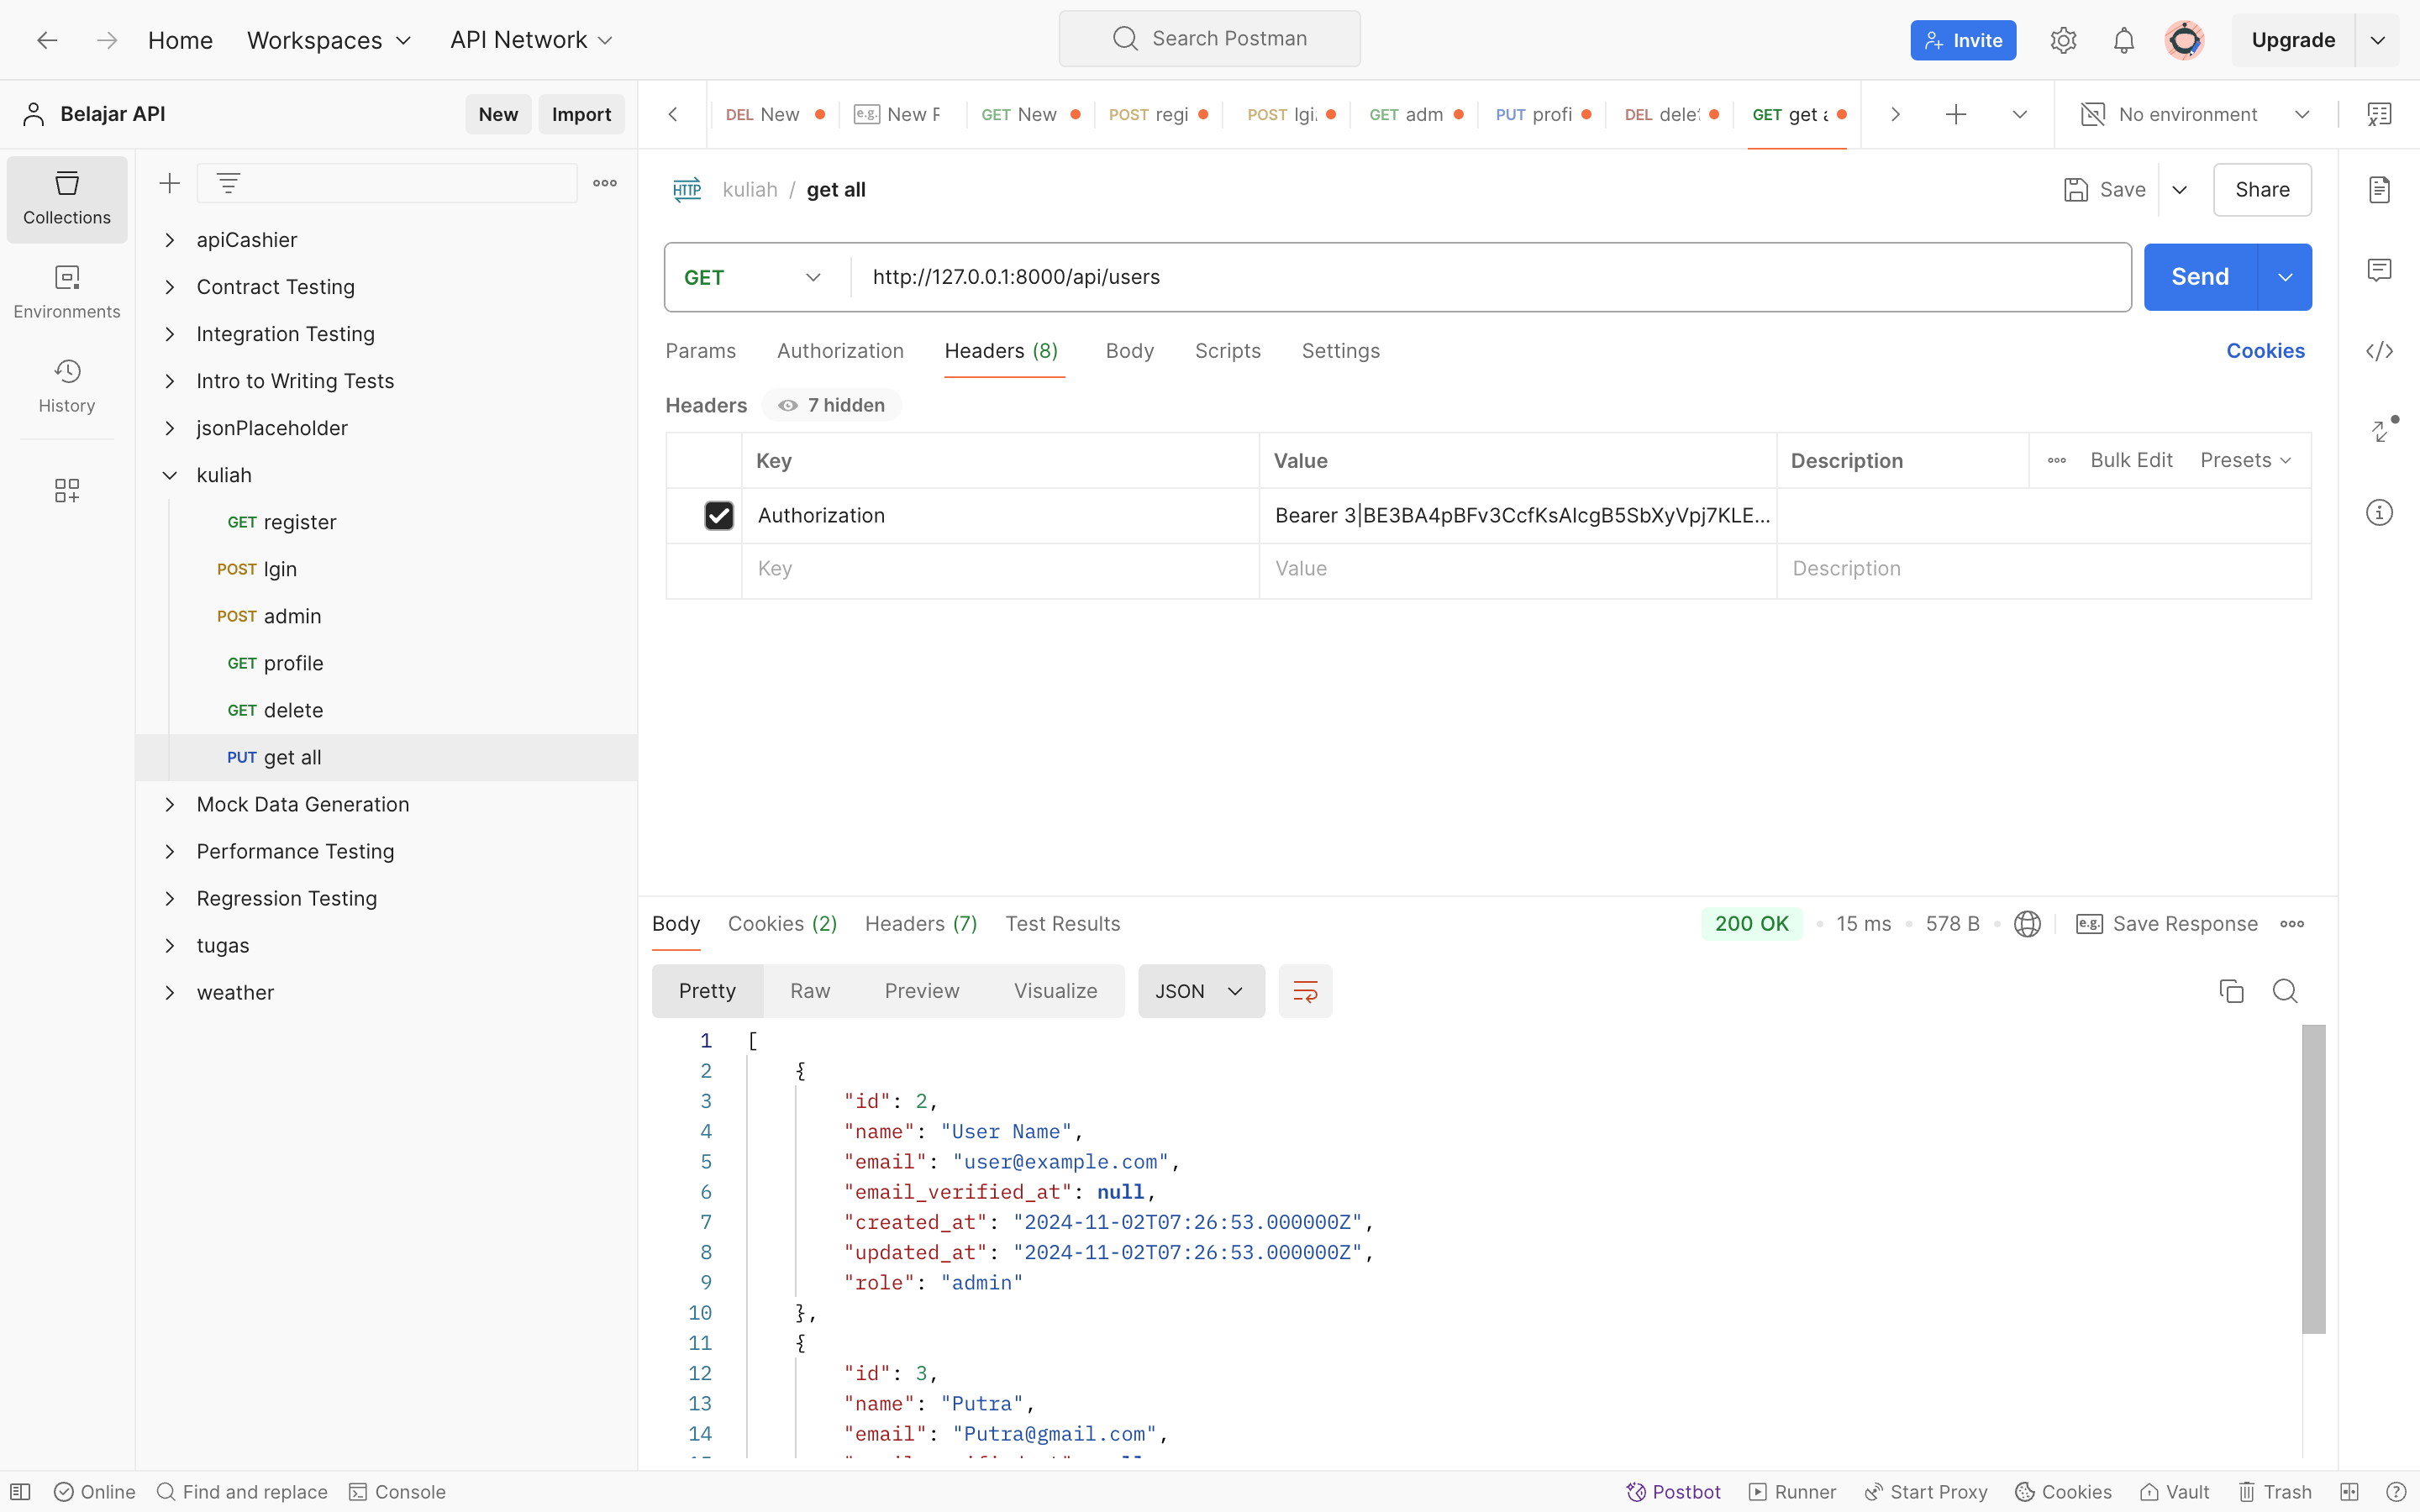 Home Workspaces API Network Search Postman Invite Upgrade
Belajar API New Import
DEL New e.g. New F GET New POST regi POST lgi GET adm PUT profi DEL dele GET get a No environment
Collections
Environments
History
apiCashier
Contract Testing
Integration Testing
Intro to Writing Tests
jsonPlaceholder
kuliah
GET register
POST lgin
POST admin
GET profile
GET delete
PUT get all
Mock Data Generation
Performance Testing
Regression Testing
tugas
weather
HTTP kuliah / get all Save Share
GET http://127.0.0.1:8000/api/users Send
Params Authorization Headers (8) Body Scripts Settings Cookies
Headers 7 hidden
Key Value Description Bulk Edit Presets
Authorization Bearer 3|BE3BA4pBFv3CcfKsAIcgB5SbXyVpj7KLE...
Key Value Description
Body Cookies (2) Headers (7) Test Results 200 OK 15 ms 578 B e.g. Save Response
Pretty Raw Preview Visualize JSON
1 [
2 {
3 "id": 2,
4 "name": "User Name",
5 "email": "user@example.com",
6 "email_verified_at": null,
7 "created_at": "2024-11-02T07:26:53.000000Z",
8 "updated_at": "2024-11-02T07:26:53.000000Z",
9 "role": "admin"
10 },
11 {
12 "id": 3,
13 "name": "Putra",
14 "email": "Putra@gmail.com",
Online Find and replace Console Postbot Runner Start Proxy Cookies Vault Trash